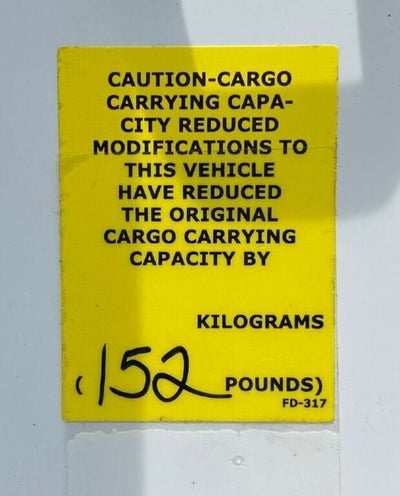 CAUTION-CARGO
CARRYING CAPA-
CITY REDUCED
MODIFICATIONS TO
THIS VEHICLE
HAVE REDUCED
THE ORIGINAL
CARGO CARRYING
CAPACITY BY
KILOGRAMS
(152 POUNDS)
FD-317